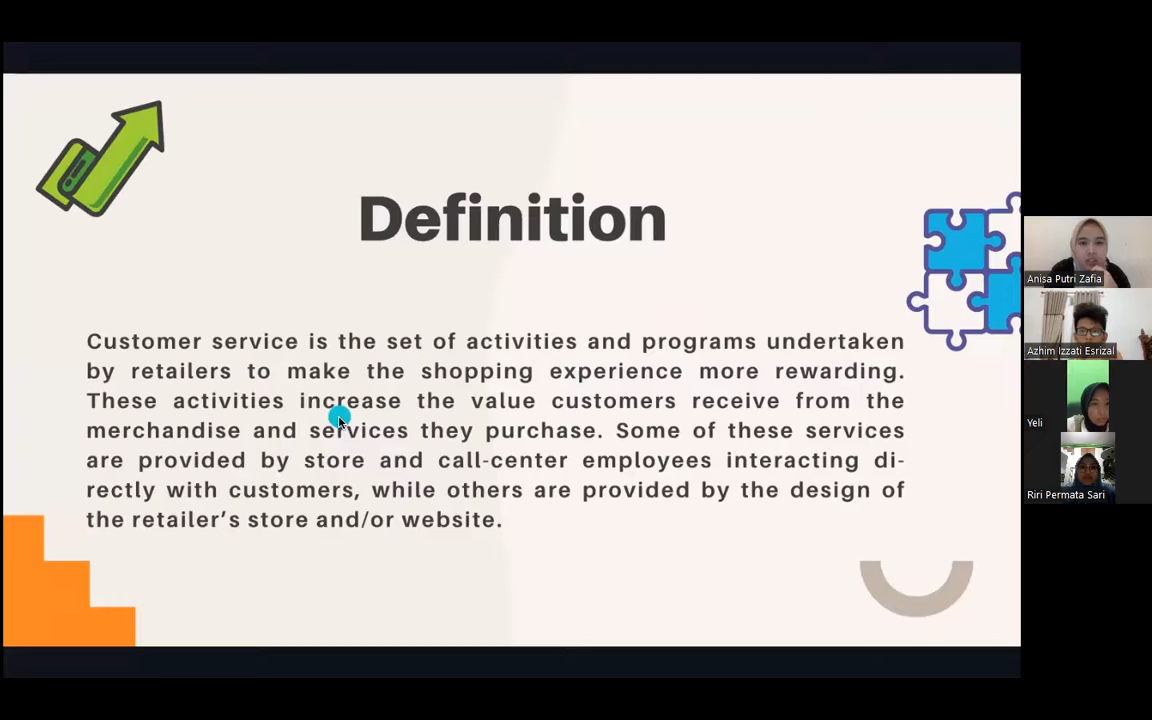 Definition
Customer service is the set of activities and programs undertaken
by retailers to make the shopping experience more rewarding.
These activities increase the value customers receive from the
merchandise and services they purchase. Some of these services
are provided by store and call-center employees interacting di-
rectly with customers, while others are provided by the design of
the retailer’s store and/or website.
Anisa Putri Zafia
Azhim Izzati Esrizal
Yeli
Riri Permata Sari